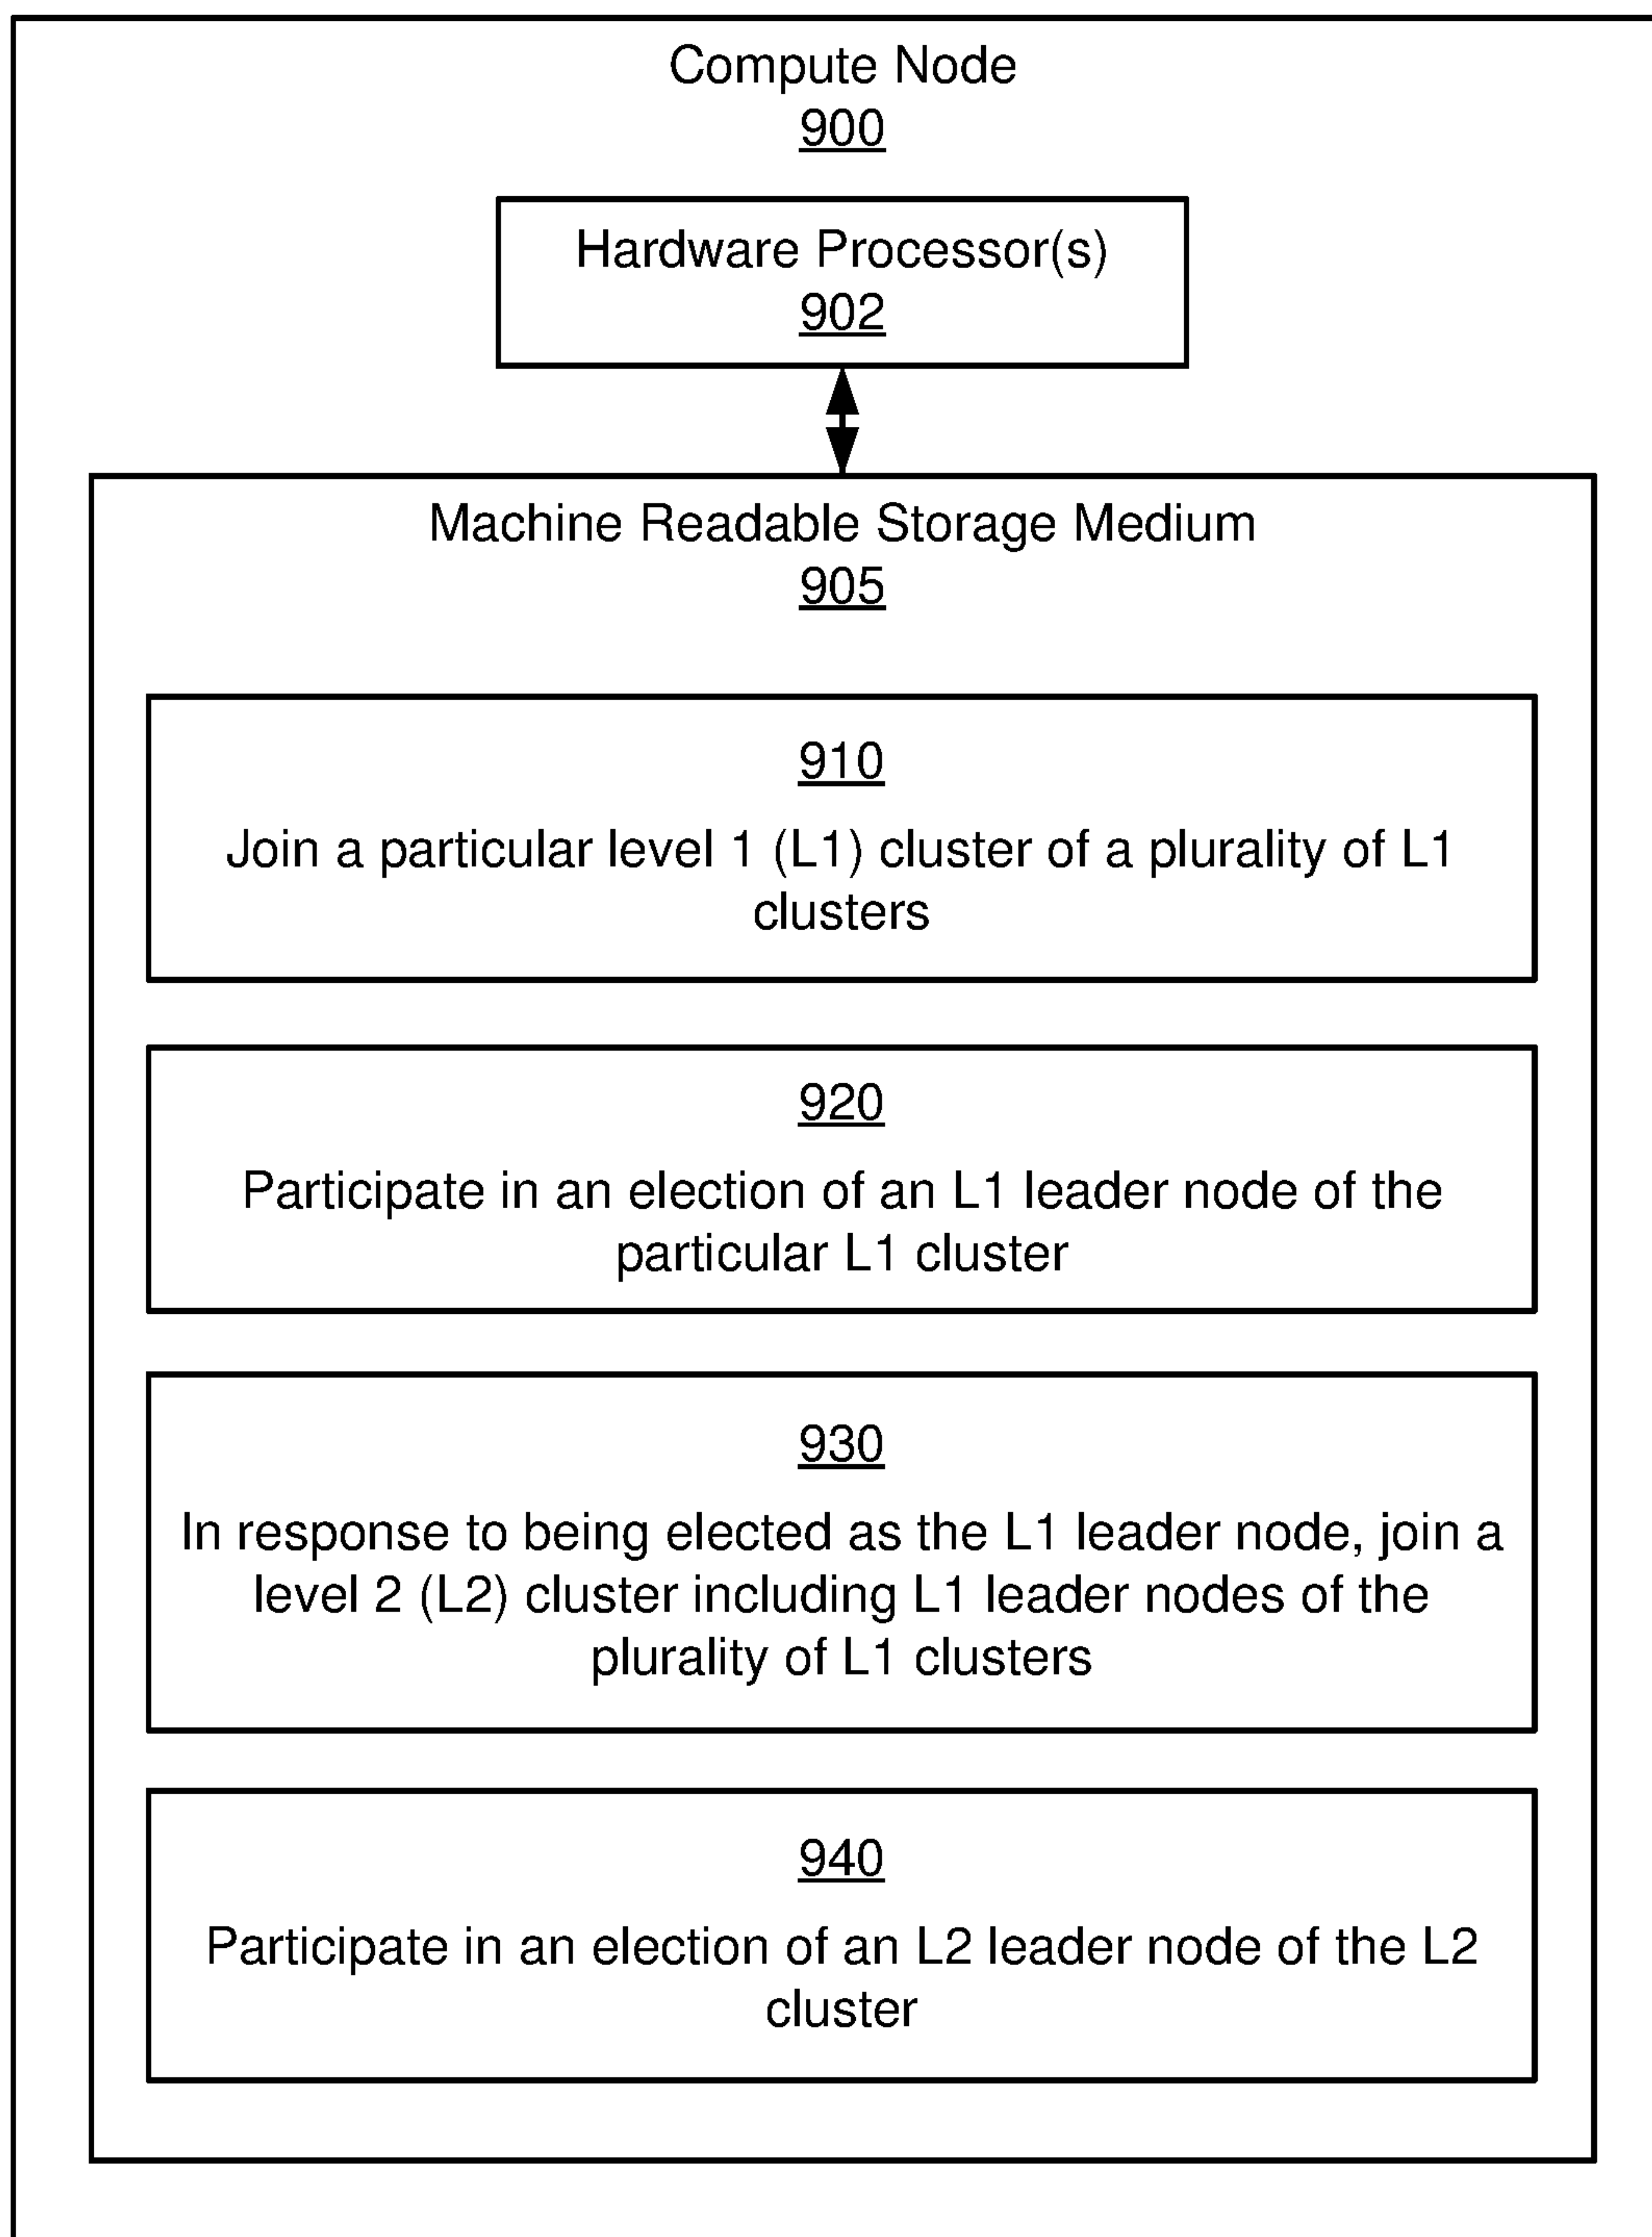 Compute Node
900
Hardware Processor(s)
902
Machine Readable Storage Medium
905
910
Join a particular level 1 (L1) cluster of a plurality of L1
clusters
920
Participate in an election of an L1 leader node of the
particular L1 cluster
930
In response to being elected as the L1 leader node, join a
level 2 (L2) cluster including L1 leader nodes of the
plurality of L1 clusters
940
Participate in an election of an L2 leader node of the L2
cluster